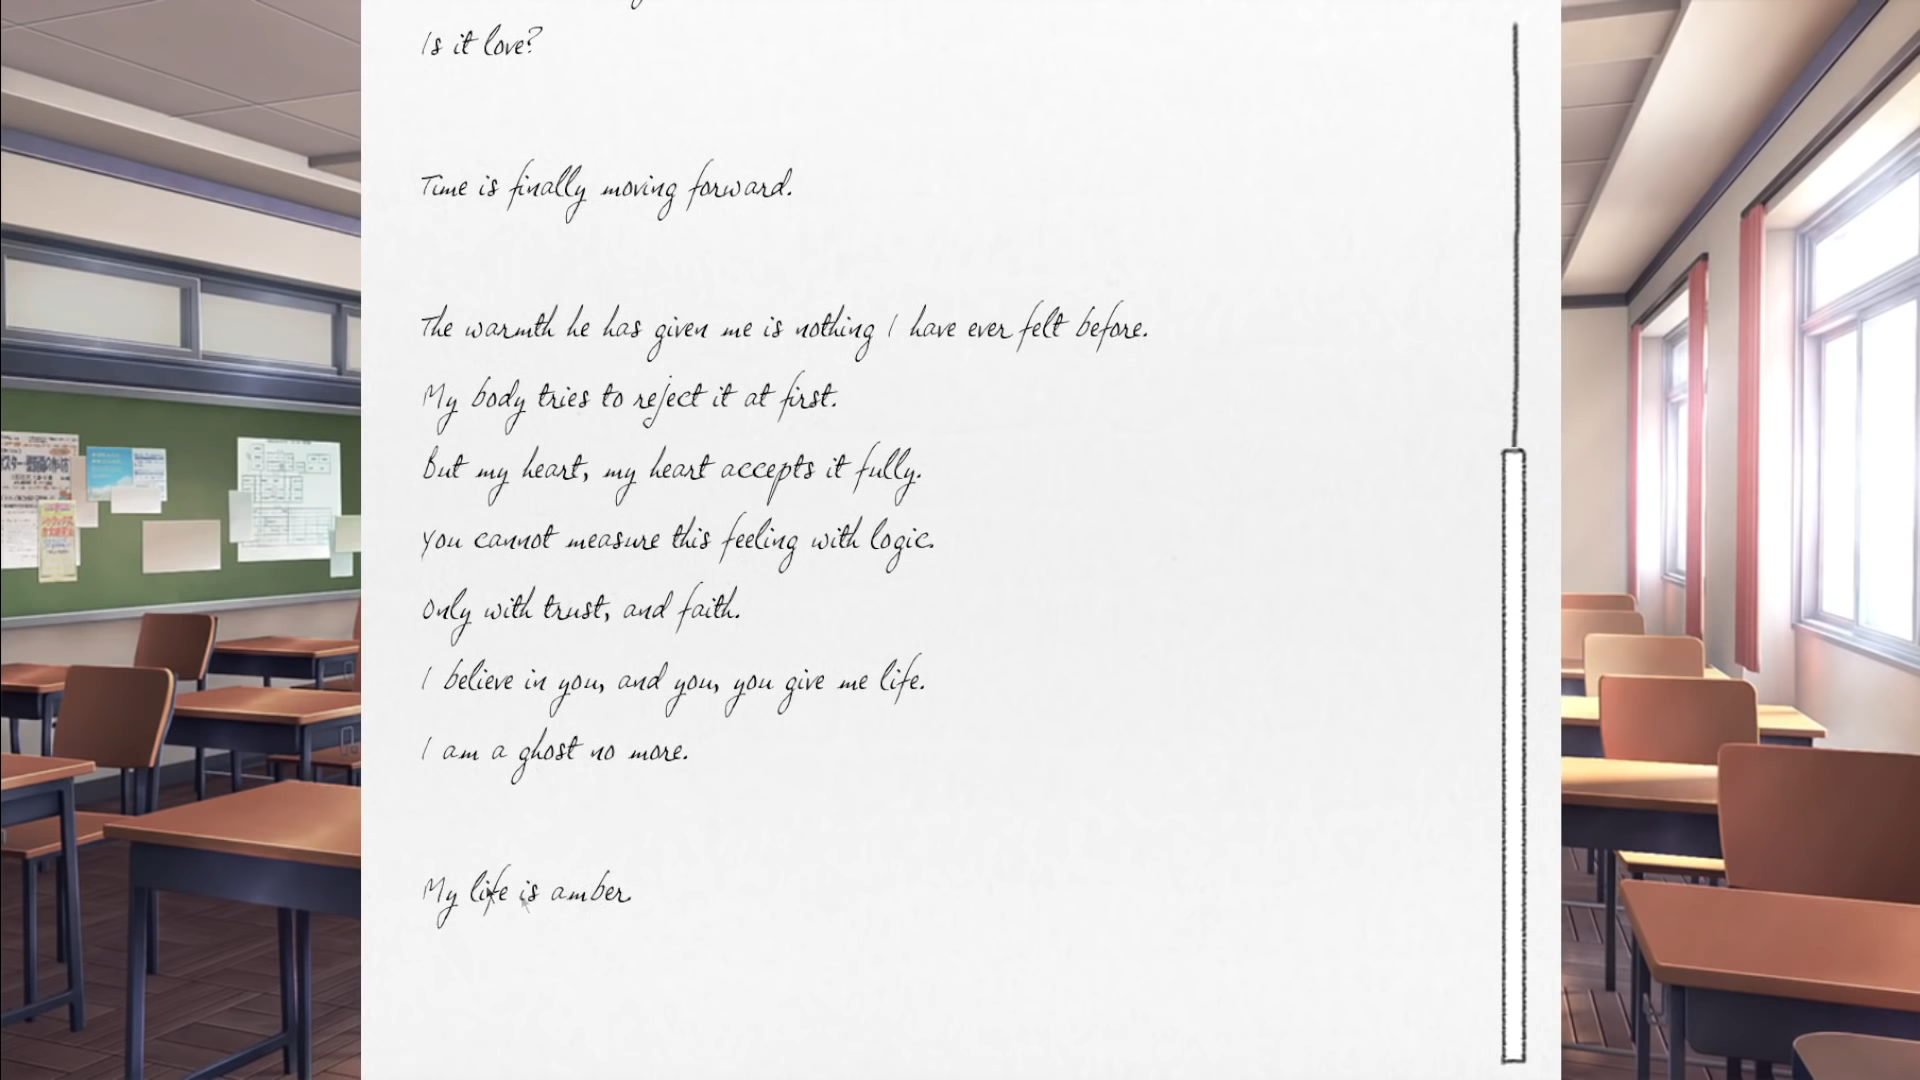 Is it love?
Time is finally moving forward.
The warmth he has given me is nothing I have ever felt before.
My body tries to reject it at first.
But my heart, my heart accepts it fully.
You cannot measure this feeling with logic.
Only with trust, and faith.
I believe in you, and you, you give me life.
I am a ghost no more.
My life is amber.